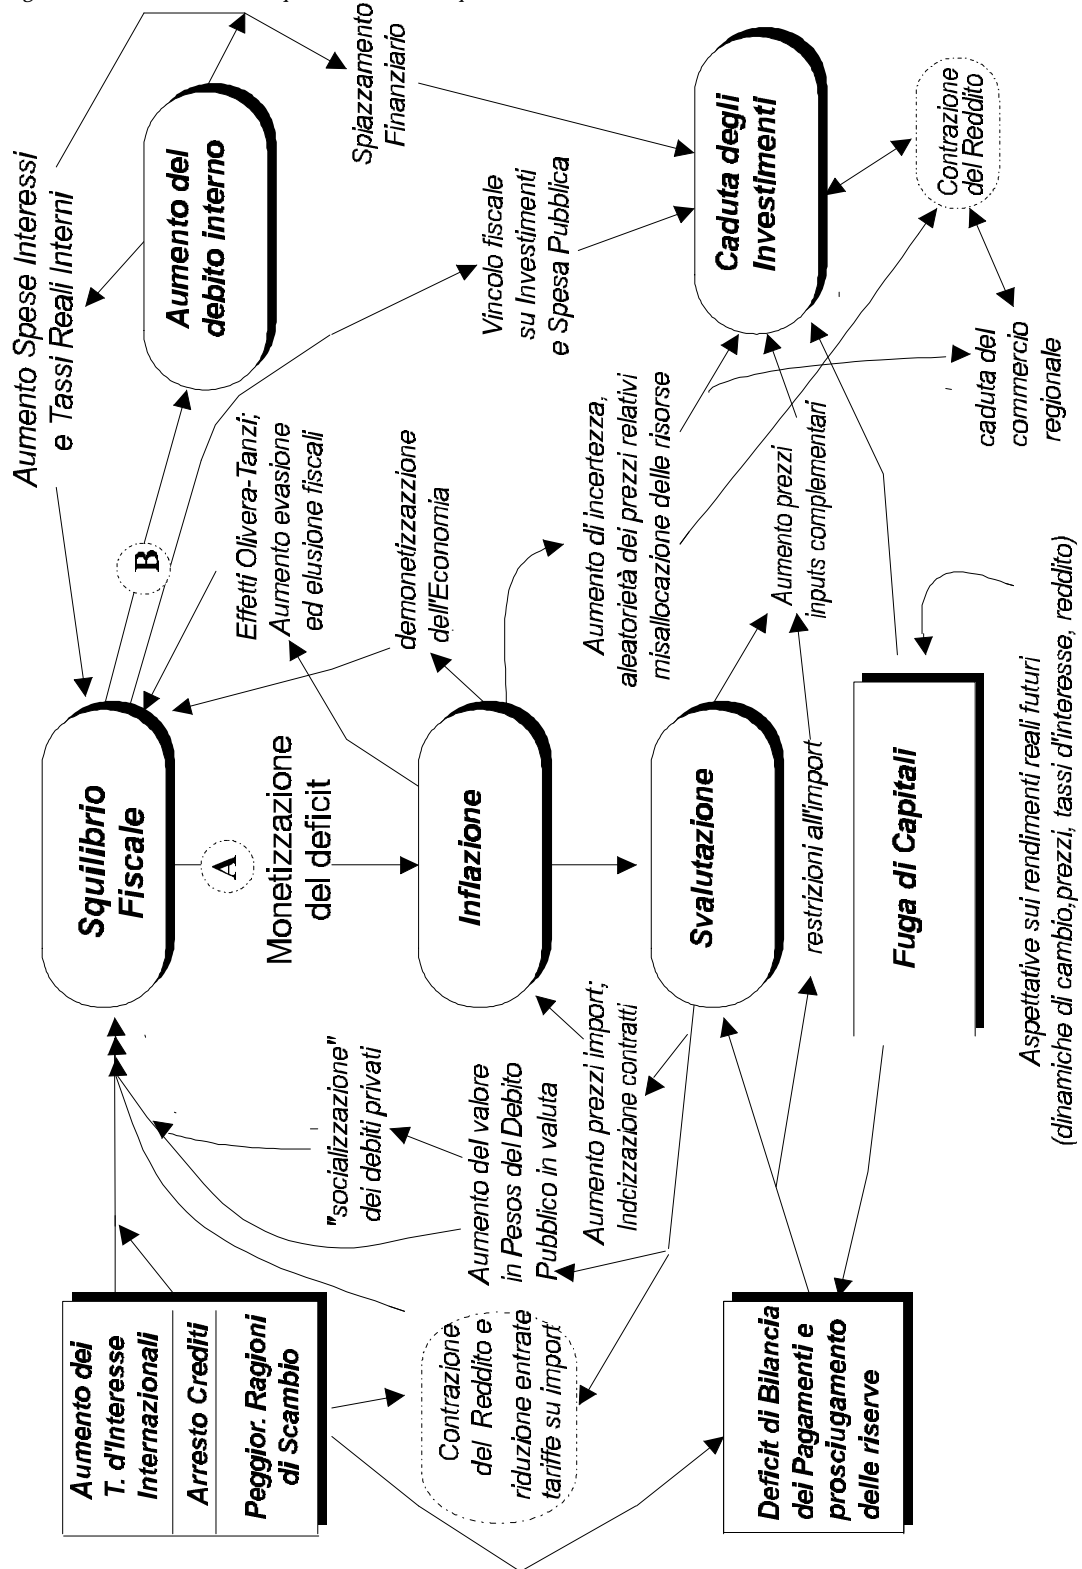 Aumento dei
T. d'Interesse
Internazionali
Arresto Crediti
Peggior. Ragioni
di Scambio
Squilibrio
Fiscale
Aumento Spese Interessi
e Tassi Reali Interni
A
B
Monetizzazione
del deficit
Aumento del
debito interno
"socializzazione"
dei debiti privati
Effetti Olivera-Tanzi;
Aumento evasione
ed elusione fiscali
Spiazzamento
Finanziario
demonetizzazzione
dell'Economia
Contrazione
del Reddito e
riduzione entrate
tariffe su import
Aumento del valore
in Pesos del Debito
Pubblico in valuta
Inflazione
Vincolo fiscale
su Investimenti
e Spesa Pubblica
Aumento prezzi import;
Indcizzazione contratti
Aumento di incertezza,
aleatorietà dei prezzi relativi
misallocazione delle risorse
Svalutazione
Caduta degli
Investimenti
Aumento prezzi
inputs complementari
restrizioni all'import
Deficit di Bilancia
dei Pagamenti e
prosciugamento
delle riserve
Fuga di Capitali
Contrazione
del Reddito
caduta del
commercio
regionale
Aspettative sui rendimenti reali futuri
(dinamiche di cambio,prezzi, tassi d'interesse, reddito)